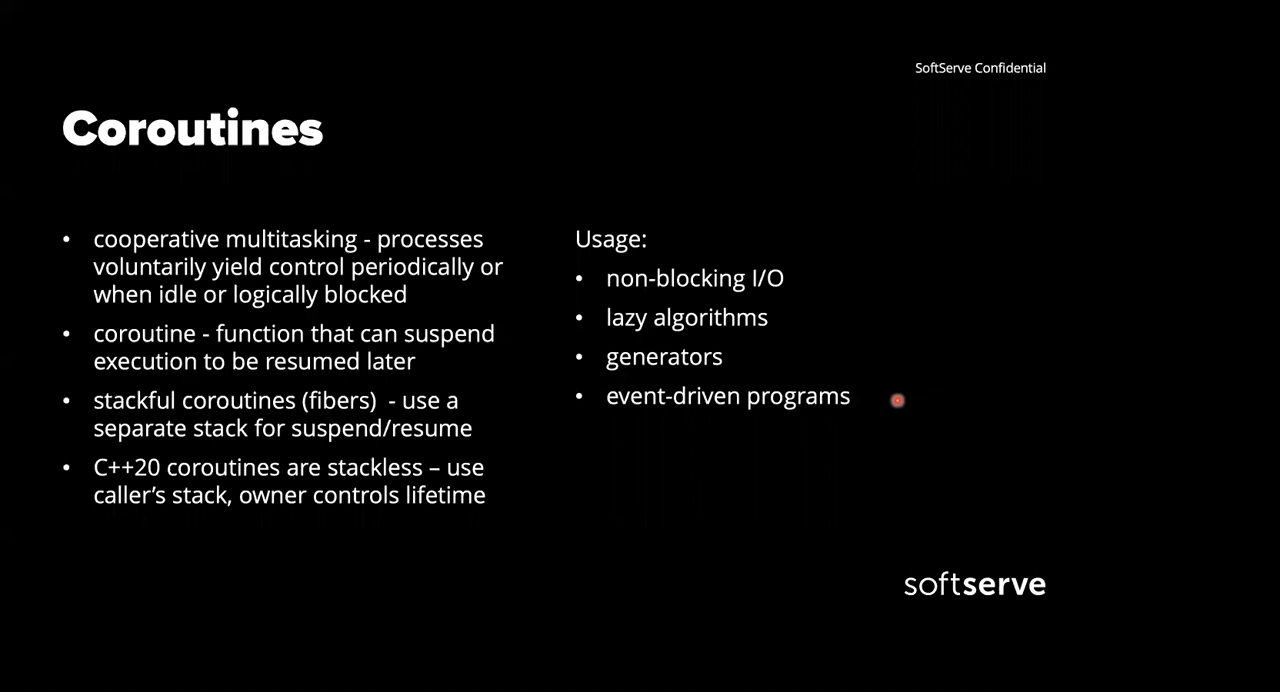 SoftServe Confidential
Coroutines
• cooperative multitasking - processes
voluntarily yield control periodically or
when idle or logically blocked
• coroutine - function that can suspend
execution to be resumed later
• stackful coroutines (fibers)  - use a
separate stack for suspend/resume
• C++20 coroutines are stackless – use
caller’s stack, owner controls lifetime
Usage:
• non-blocking I/O
• lazy algorithms
• generators
• event-driven programs
softserve